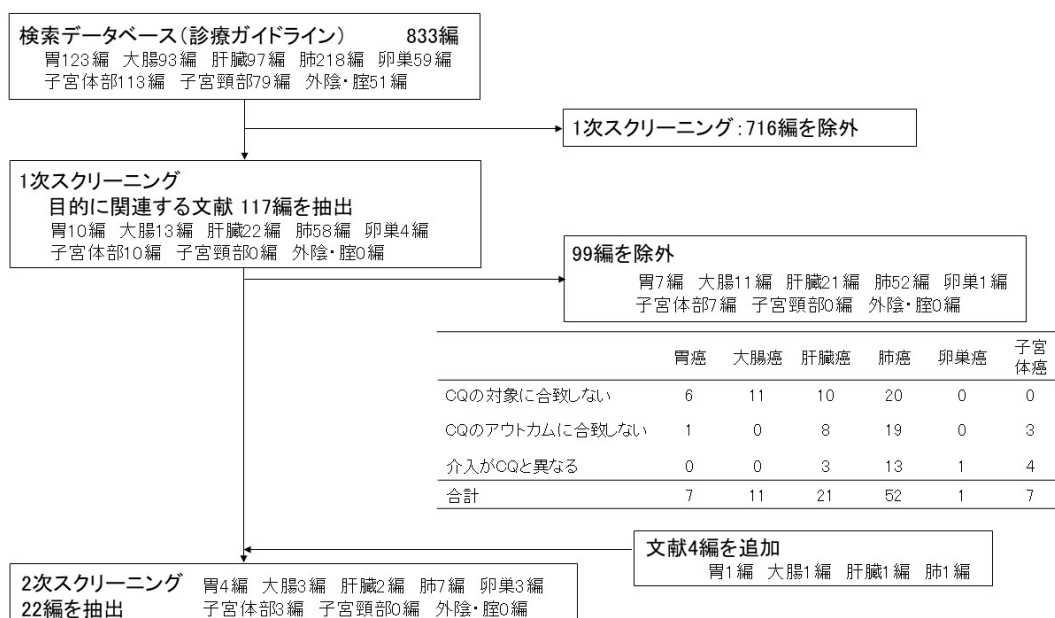 検索データベース(診療ガイドライン) 833編
胃123編 大腸93編 肝臓97編 肺218編 卵巣59編
子宮体部113編 子宮頸部79編 外陰・腟51編
1次スクリーニング:716編を除外
1次スクリーニング
目的に関連する文献 117編を抽出
胃10編 大腸13編 肝臓22編 肺58編 卵巣4編
子宮体部10編 子宮頸部0編 外陰・腟0編
99編を除外
胃7編 大腸11編 肝臓21編 肺52編 卵巣1編
子宮体部7編 子宮頸部0編 外陰・腟0編
胃癌 大腸癌 肝臓癌 肺癌 卵巣癌 子宮
体癌
CQの対象に合致しない 6 11 10 20 0 0
CQのアウトカムに合致しない 1 0 8 19 0 3
介入がCQと異なる 0 0 3 13 1 4
合計 7 11 21 52 1 7
文献4編を追加
胃1編 大腸1編 肝臓1編 肺1編
2次スクリーニング 胃4編 大腸3編 肝臓2編 肺7編 卵巣3編
22編を抽出 子宮体部3編 子宮頸部0編 外陰・腟0編